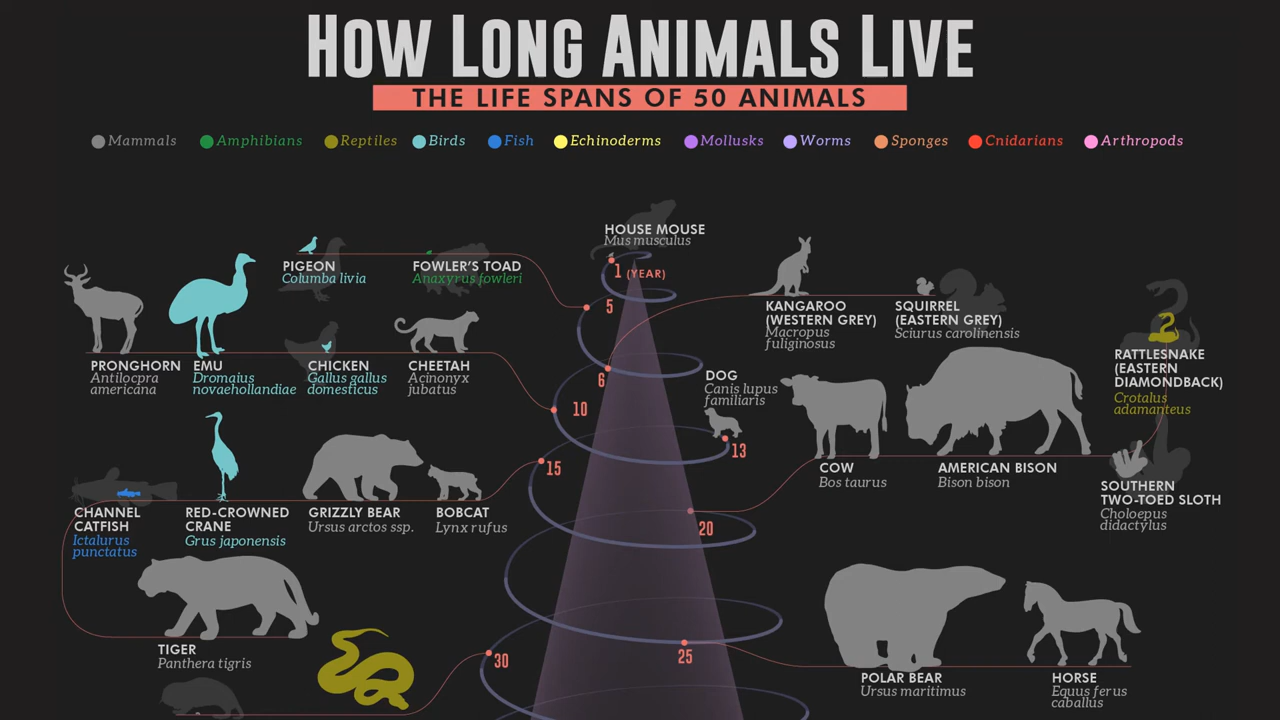 HOW LONG ANIMALS LIVE
THE LIFE SPANS OF 50 ANIMALS
Mammals Amphibians Reptiles Birds Fish Echinoderms Mollusks Worms Sponges Cnidarians Arthropods
HOUSE MOUSE
Mus musculus
1 (YEAR)
PIGEON
Columba livia
FOWLER'S TOAD
Anaxyrus fowleri
5
KANGAROO
(WESTERN GREY)
Macropus
fuliginosus
SQUIRREL
(EASTERN GREY)
Sciurus carolinensis
6
PRONGHORN
Antilocpra
americana
EMU
Dromaius
novaehollandiae
CHICKEN
Gallus gallus
domesticus
CHEETAH
Acinonyx
jubatus
10
DOG
Canis lupus
familiaris
13
RATTLESNAKE
(EASTERN
DIAMONDBACK)
Crotalus
adamanteus
CHANNEL
CATFISH
Ictalurus
punctatus
RED-CROWNED
CRANE
Grus japonensis
GRIZZLY BEAR
Ursus arctos ssp.
BOBCAT
Lynx rufus
15
COW
Bos taurus
AMERICAN BISON
Bison bison
SOUTHERN
TWO-TOED SLOTH
Choloepus
didactylus
20
TIGER
Panthera tigris
25
POLAR BEAR
Ursus maritimus
HORSE
Equus ferus
caballus
30